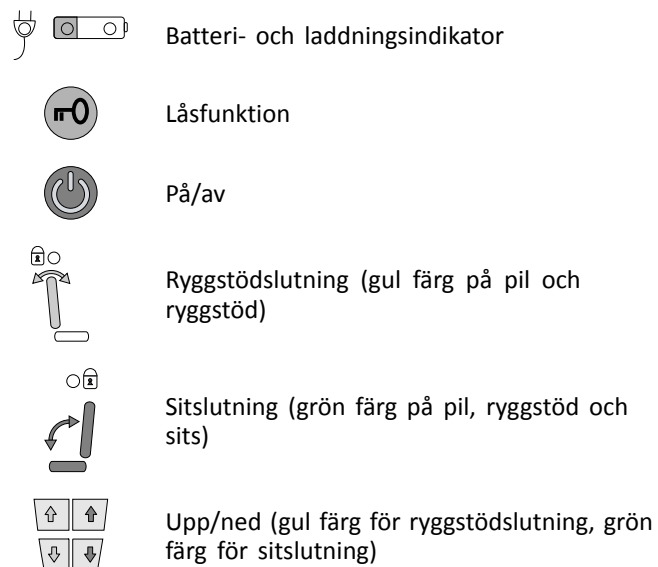 Batteri- och laddningsindikator
Låsfunktion
På/av
Ryggstödslutning (gul färg på pil och
ryggstöd)
Sitslutning (grön färg på pil, ryggstöd och
sits)
Upp/ned (gul färg för ryggstödslutning, grön
färg för sitslutning)